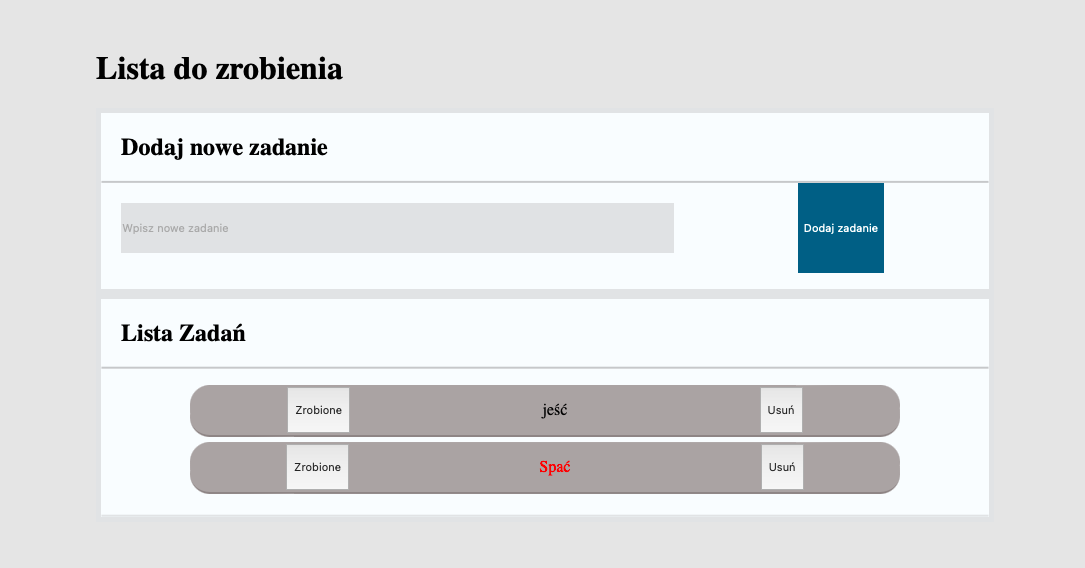 Lista do zrobienia
Dodaj nowe zadanie
Wpisz nowe zadanie
Dodaj zadanie
Lista Zadań
Zrobione jeść Usuń
Zrobione Spać Usuń